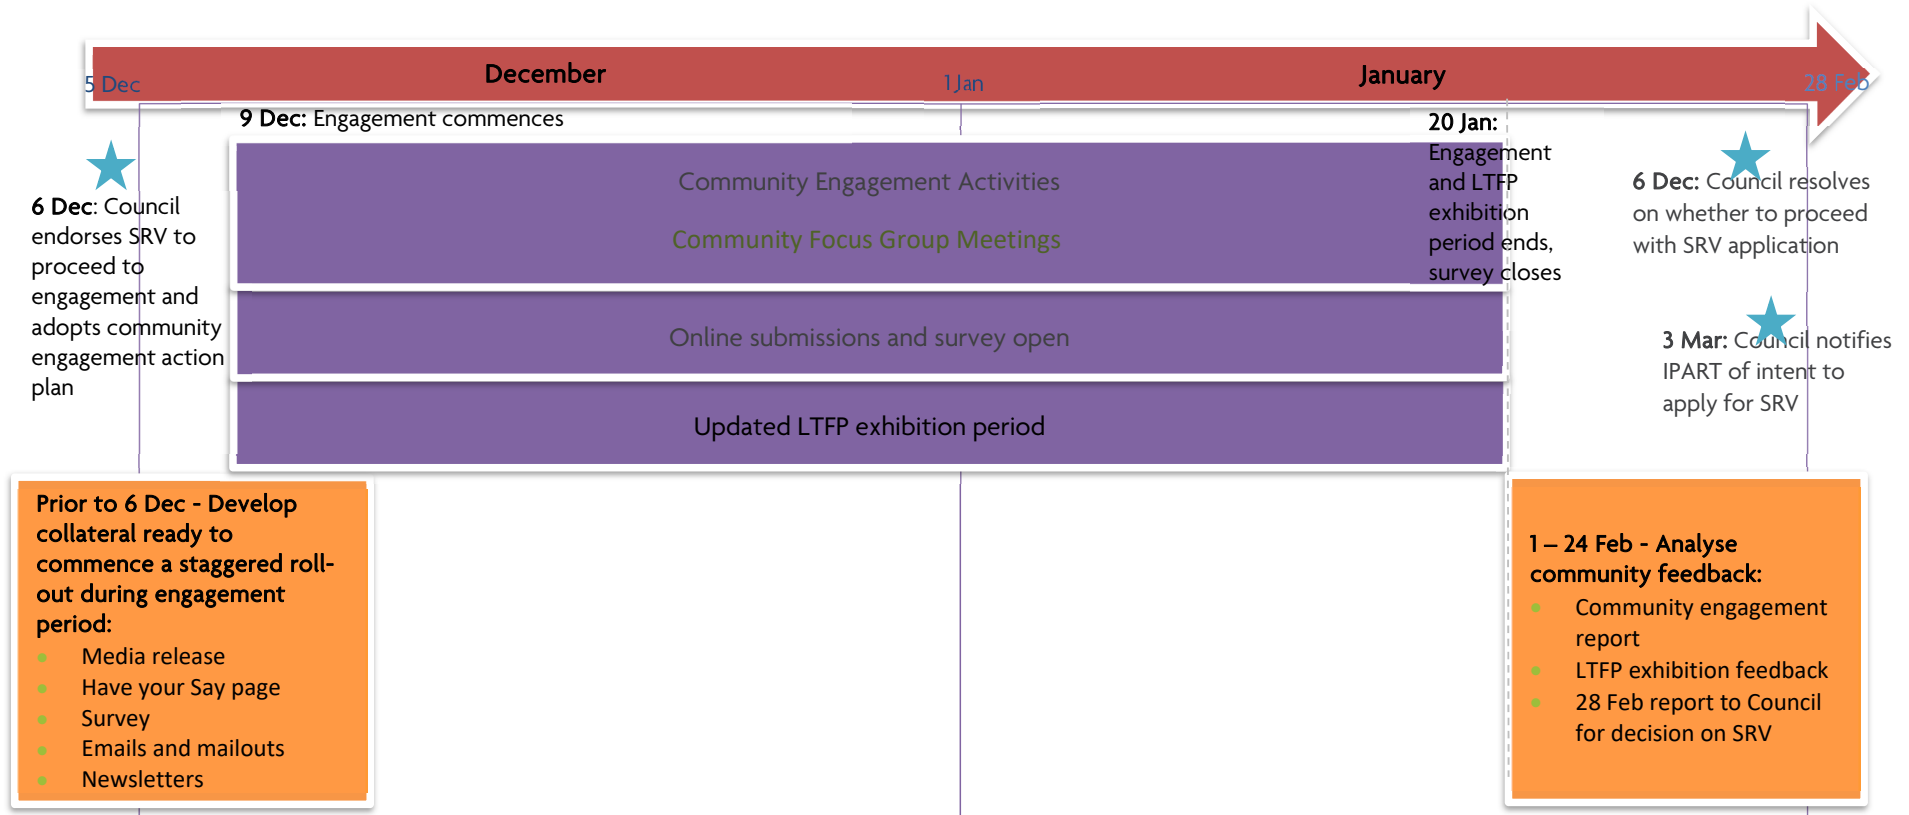 December
January
5 Dec
1 Jan
28 Feb
9 Dec: Engagement commences
6 Dec: Council
endorses SRV to
proceed to
engagement and
adopts community
engagement action
plan
Community Engagement Activities
Community Focus Group Meetings
Online submissions and survey open
Updated LTFP exhibition period
20 Jan:
Engagement
and LTFP
exhibition
period ends,
survey closes
6 Dec: Council resolves
on whether to proceed
with SRV application
3 Mar: Council notifies
IPART of intent to
apply for SRV
Prior to 6 Dec - Develop
collateral ready to
commence a staggered roll-
out during engagement
period:
• Media release
• Have your Say page
• Survey
• Emails and mailouts
• Newsletters
1 – 24 Feb - Analyse
community feedback:
• Community engagement
report
• LTFP exhibition feedback
• 28 Feb report to Council
for decision on SRV